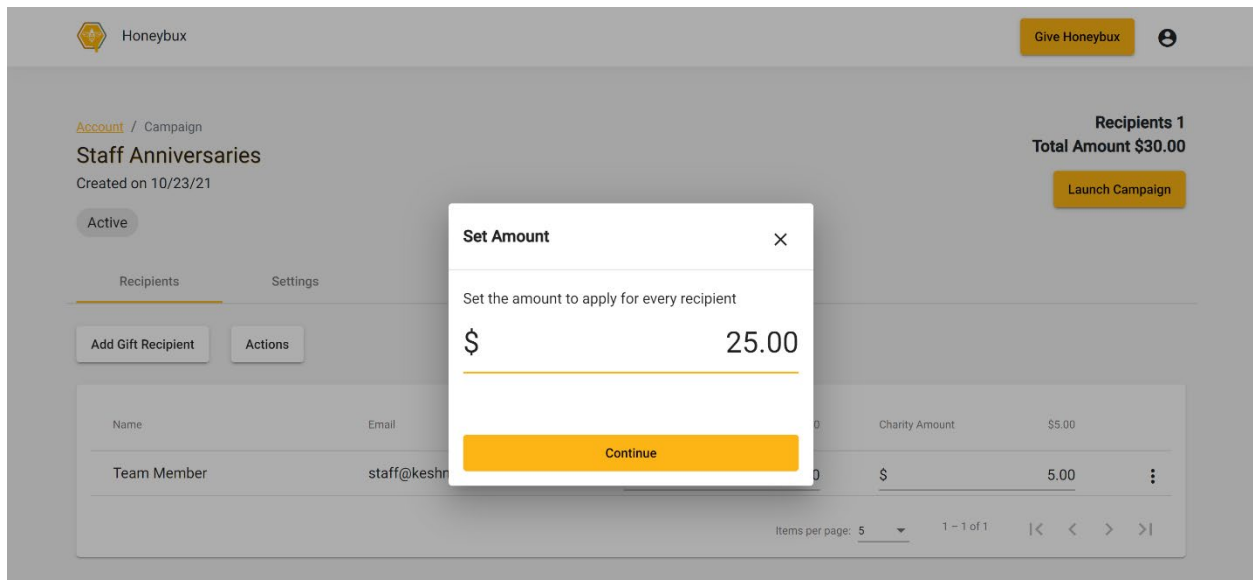 Honeybux
Give Honeybux
Account / Campaign
Recipients 1
Staff Anniversaries
Total Amount $30.00
Created on 10/23/21
Launch Campaign
Active
Set Amount
Recipients Settings
Set the amount to apply for every recipient
$ 25.00
Add Gift Recipient Actions
Name Email Charity Amount $5.00
Continue
Team Member $ 5.00
Items per page: 5 1 – 1 of 1